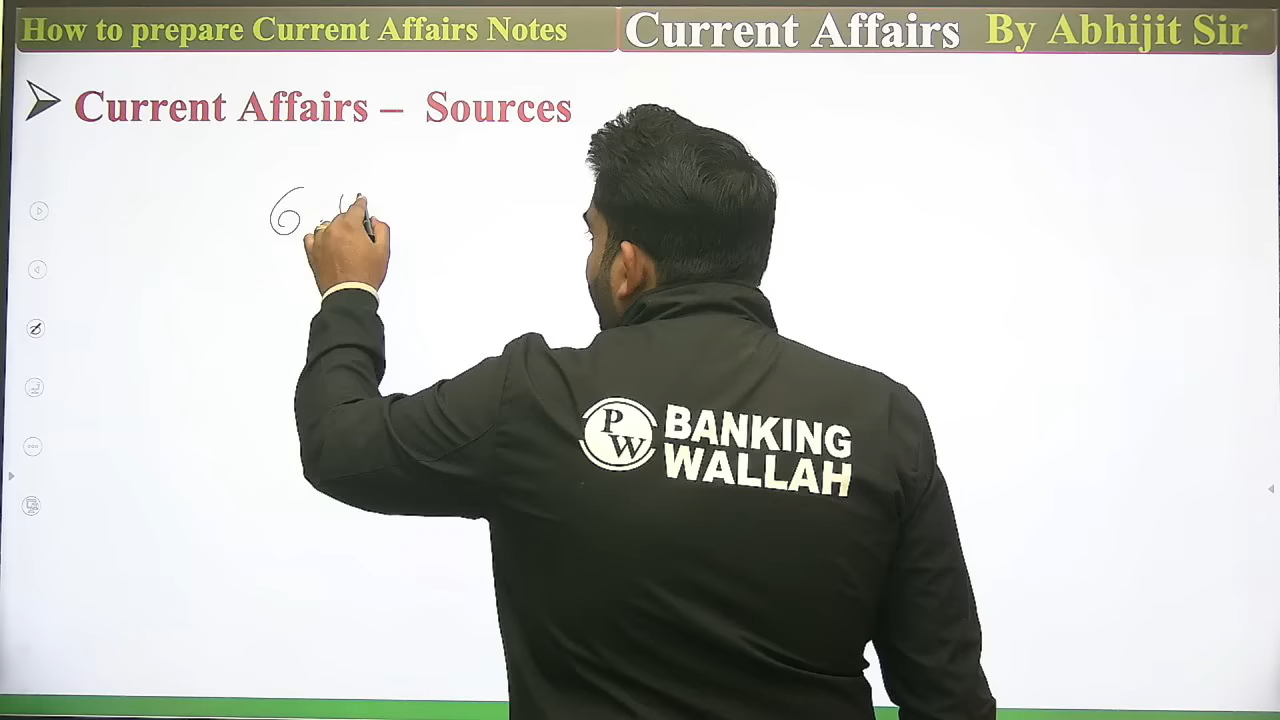 How to prepare Current Affairs Notes
Current Affairs By Abhijit Sir
Current Affairs – Sources
6
PW
BANKING
WALLAH